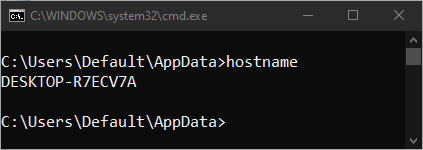 C:\WINDOWS\system32\cmd.exe
C:\Users\Default\AppData>hostname
DESKTOP-R7ECV7A
C:\Users\Default\AppData>